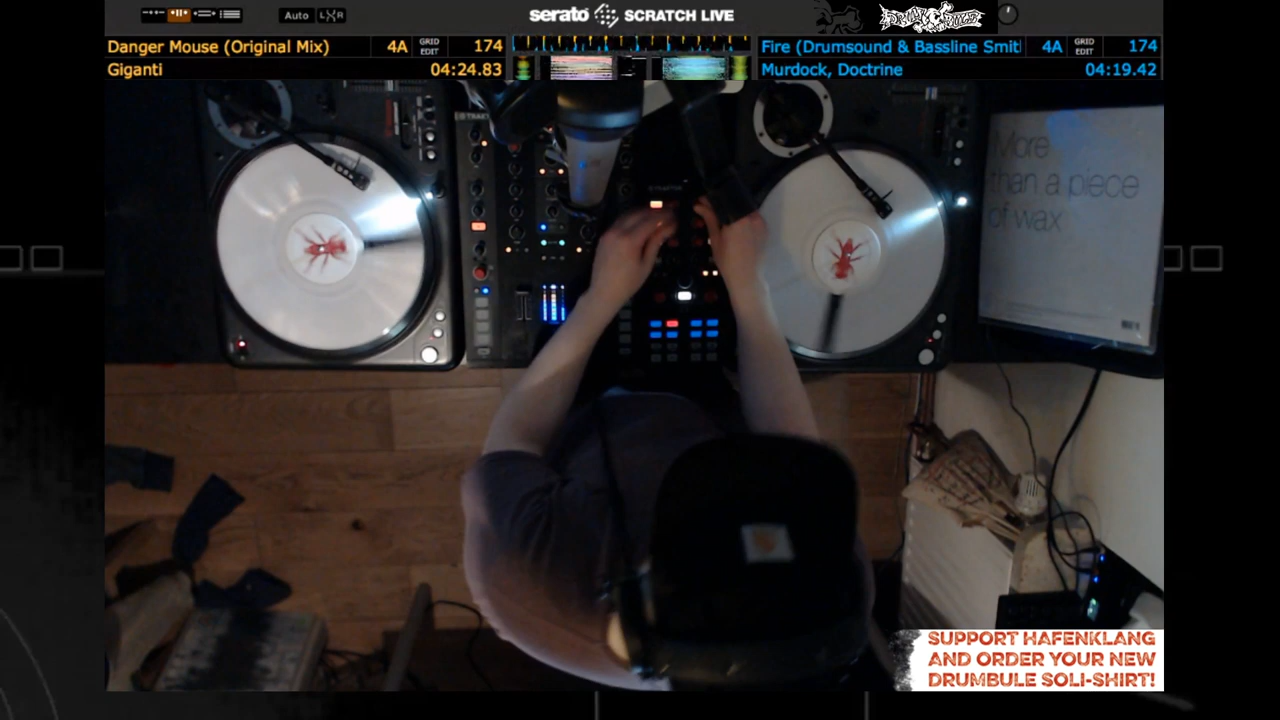 Auto
L X R
serato SCRATCH LIVE
Danger Mouse (Original Mix)
4A
GRID EDIT
174
Giganti
04:24.83
Fire (Drumsound & Bassline Smit
4A
GRID EDIT
174
Murdock, Doctrine
04:19.42
More
than a piece
of wax
SUPPORT HAFENKLANG
AND ORDER YOUR NEW
DRUMBULE SOLI-SHIRT!